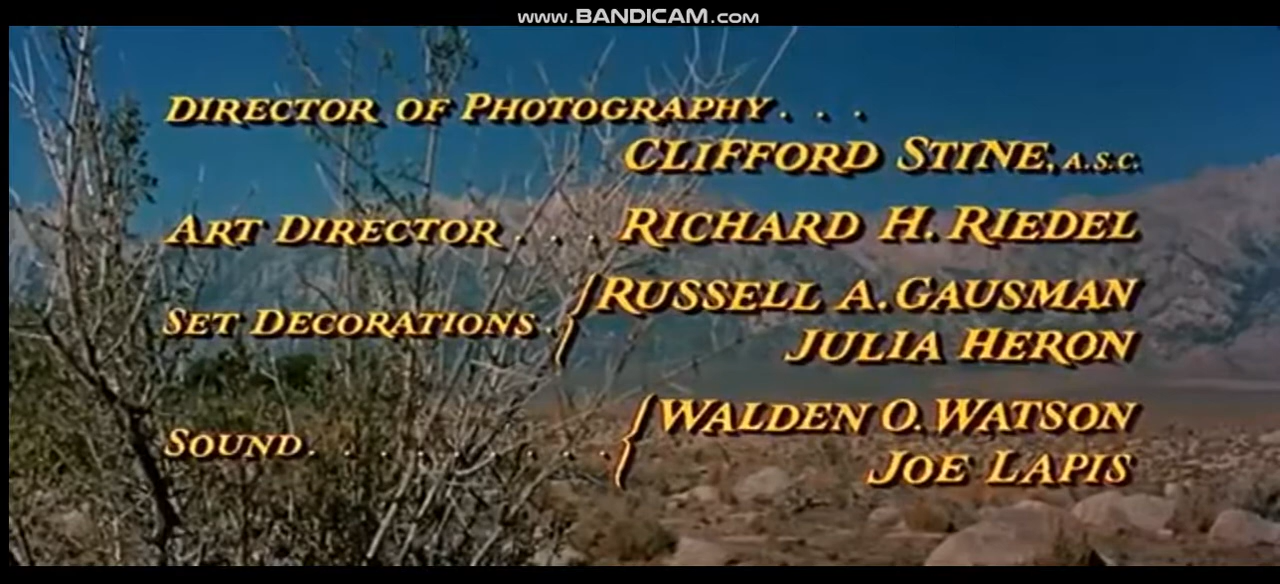 www.BANDICAM.com
DIRECTOR OF PHOTOGRAPHY . . .
CLIFFORD STINE, A.S.C.
ART DIRECTOR . . . RICHARD H. RIEDEL
SET DECORATIONS . { RUSSELL A. GAUSMAN
JULIA HERON
SOUND . . . . . . . . . { WALDEN O. WATSON
JOE LAPIS